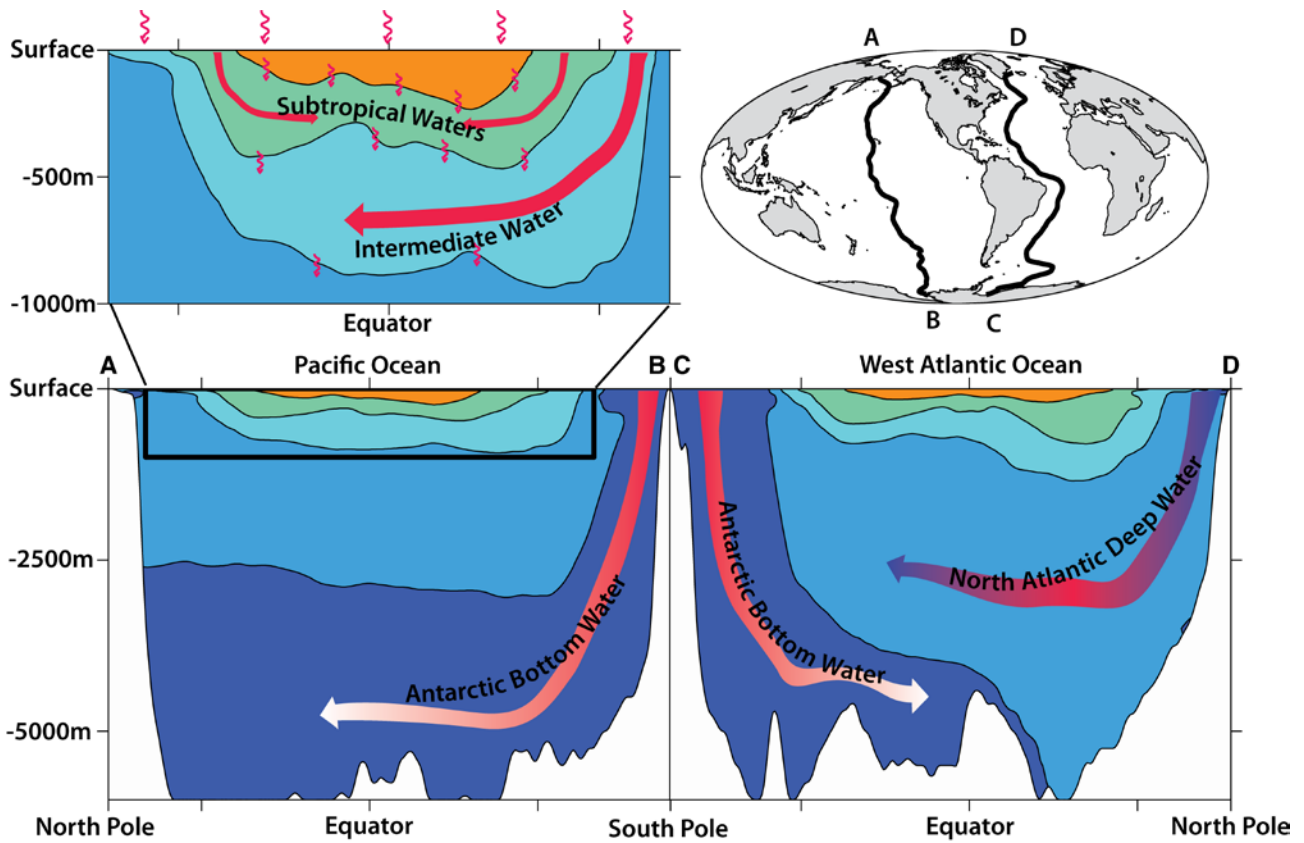 Surface
Subtropical Waters
-500m
Intermediate Water
-1000m
Equator
A
D
B
C
A
Pacific Ocean
B
C
West Atlantic Ocean
D
Surface
-2500m
-5000m
Antarctic Bottom Water
Antarctic Bottom Water
North Atlantic Deep Water
North Pole
Equator
South Pole
Equator
North Pole